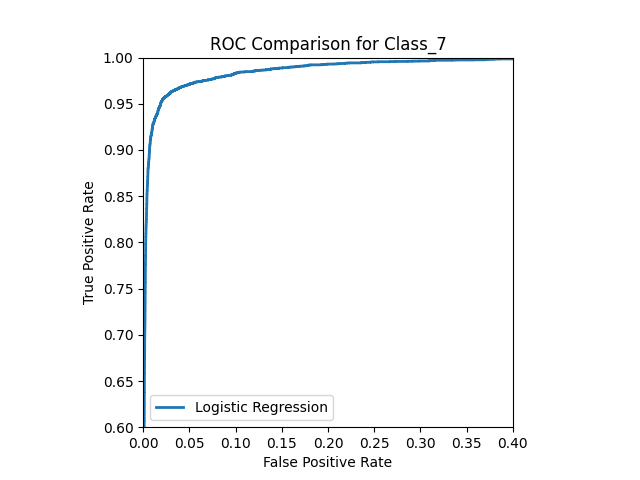 ROC Comparison for Class_7
True Positive Rate
1.00
0.95
0.90
0.85
0.80
0.75
0.70
0.65
0.60
Logistic Regression
0.00 0.05 0.10 0.15 0.20 0.25 0.30 0.35 0.40
False Positive Rate